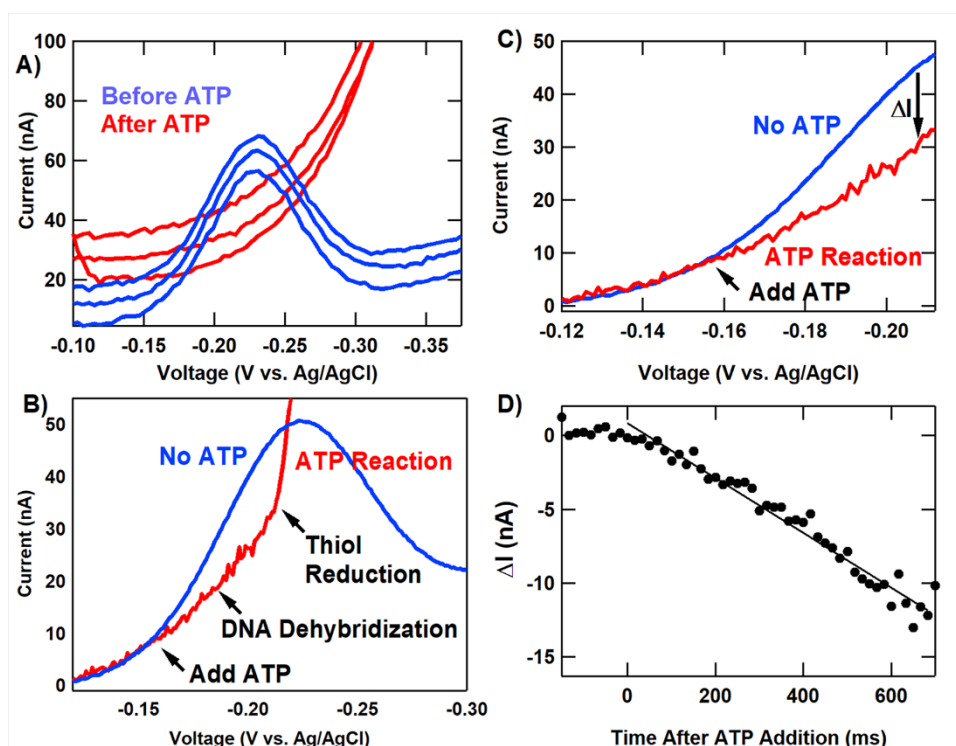 A)
100
80
60
40
20
Current (nA)
Before ATP
After ATP
-0.10
-0.15
-0.20
-0.25
-0.30
-0.35
Voltage (V vs. Ag/AgCl)
B)
50
40
30
20
10
0
Current (nA)
No ATP
ATP Reaction
Thiol
Reduction
DNA Dehybridization
Add ATP
-0.15
-0.20
-0.25
-0.30
Voltage (V vs. Ag/AgCl)
C)
50
40
30
20
10
0
Current (nA)
No ATP
ΔI
ATP Reaction
Add ATP
-0.12
-0.14
-0.16
-0.18
-0.20
Voltage (V vs. Ag/AgCl)
D)
0
-5
-10
-15
ΔI (nA)
0
200
400
600
Time After ATP Addition (ms)